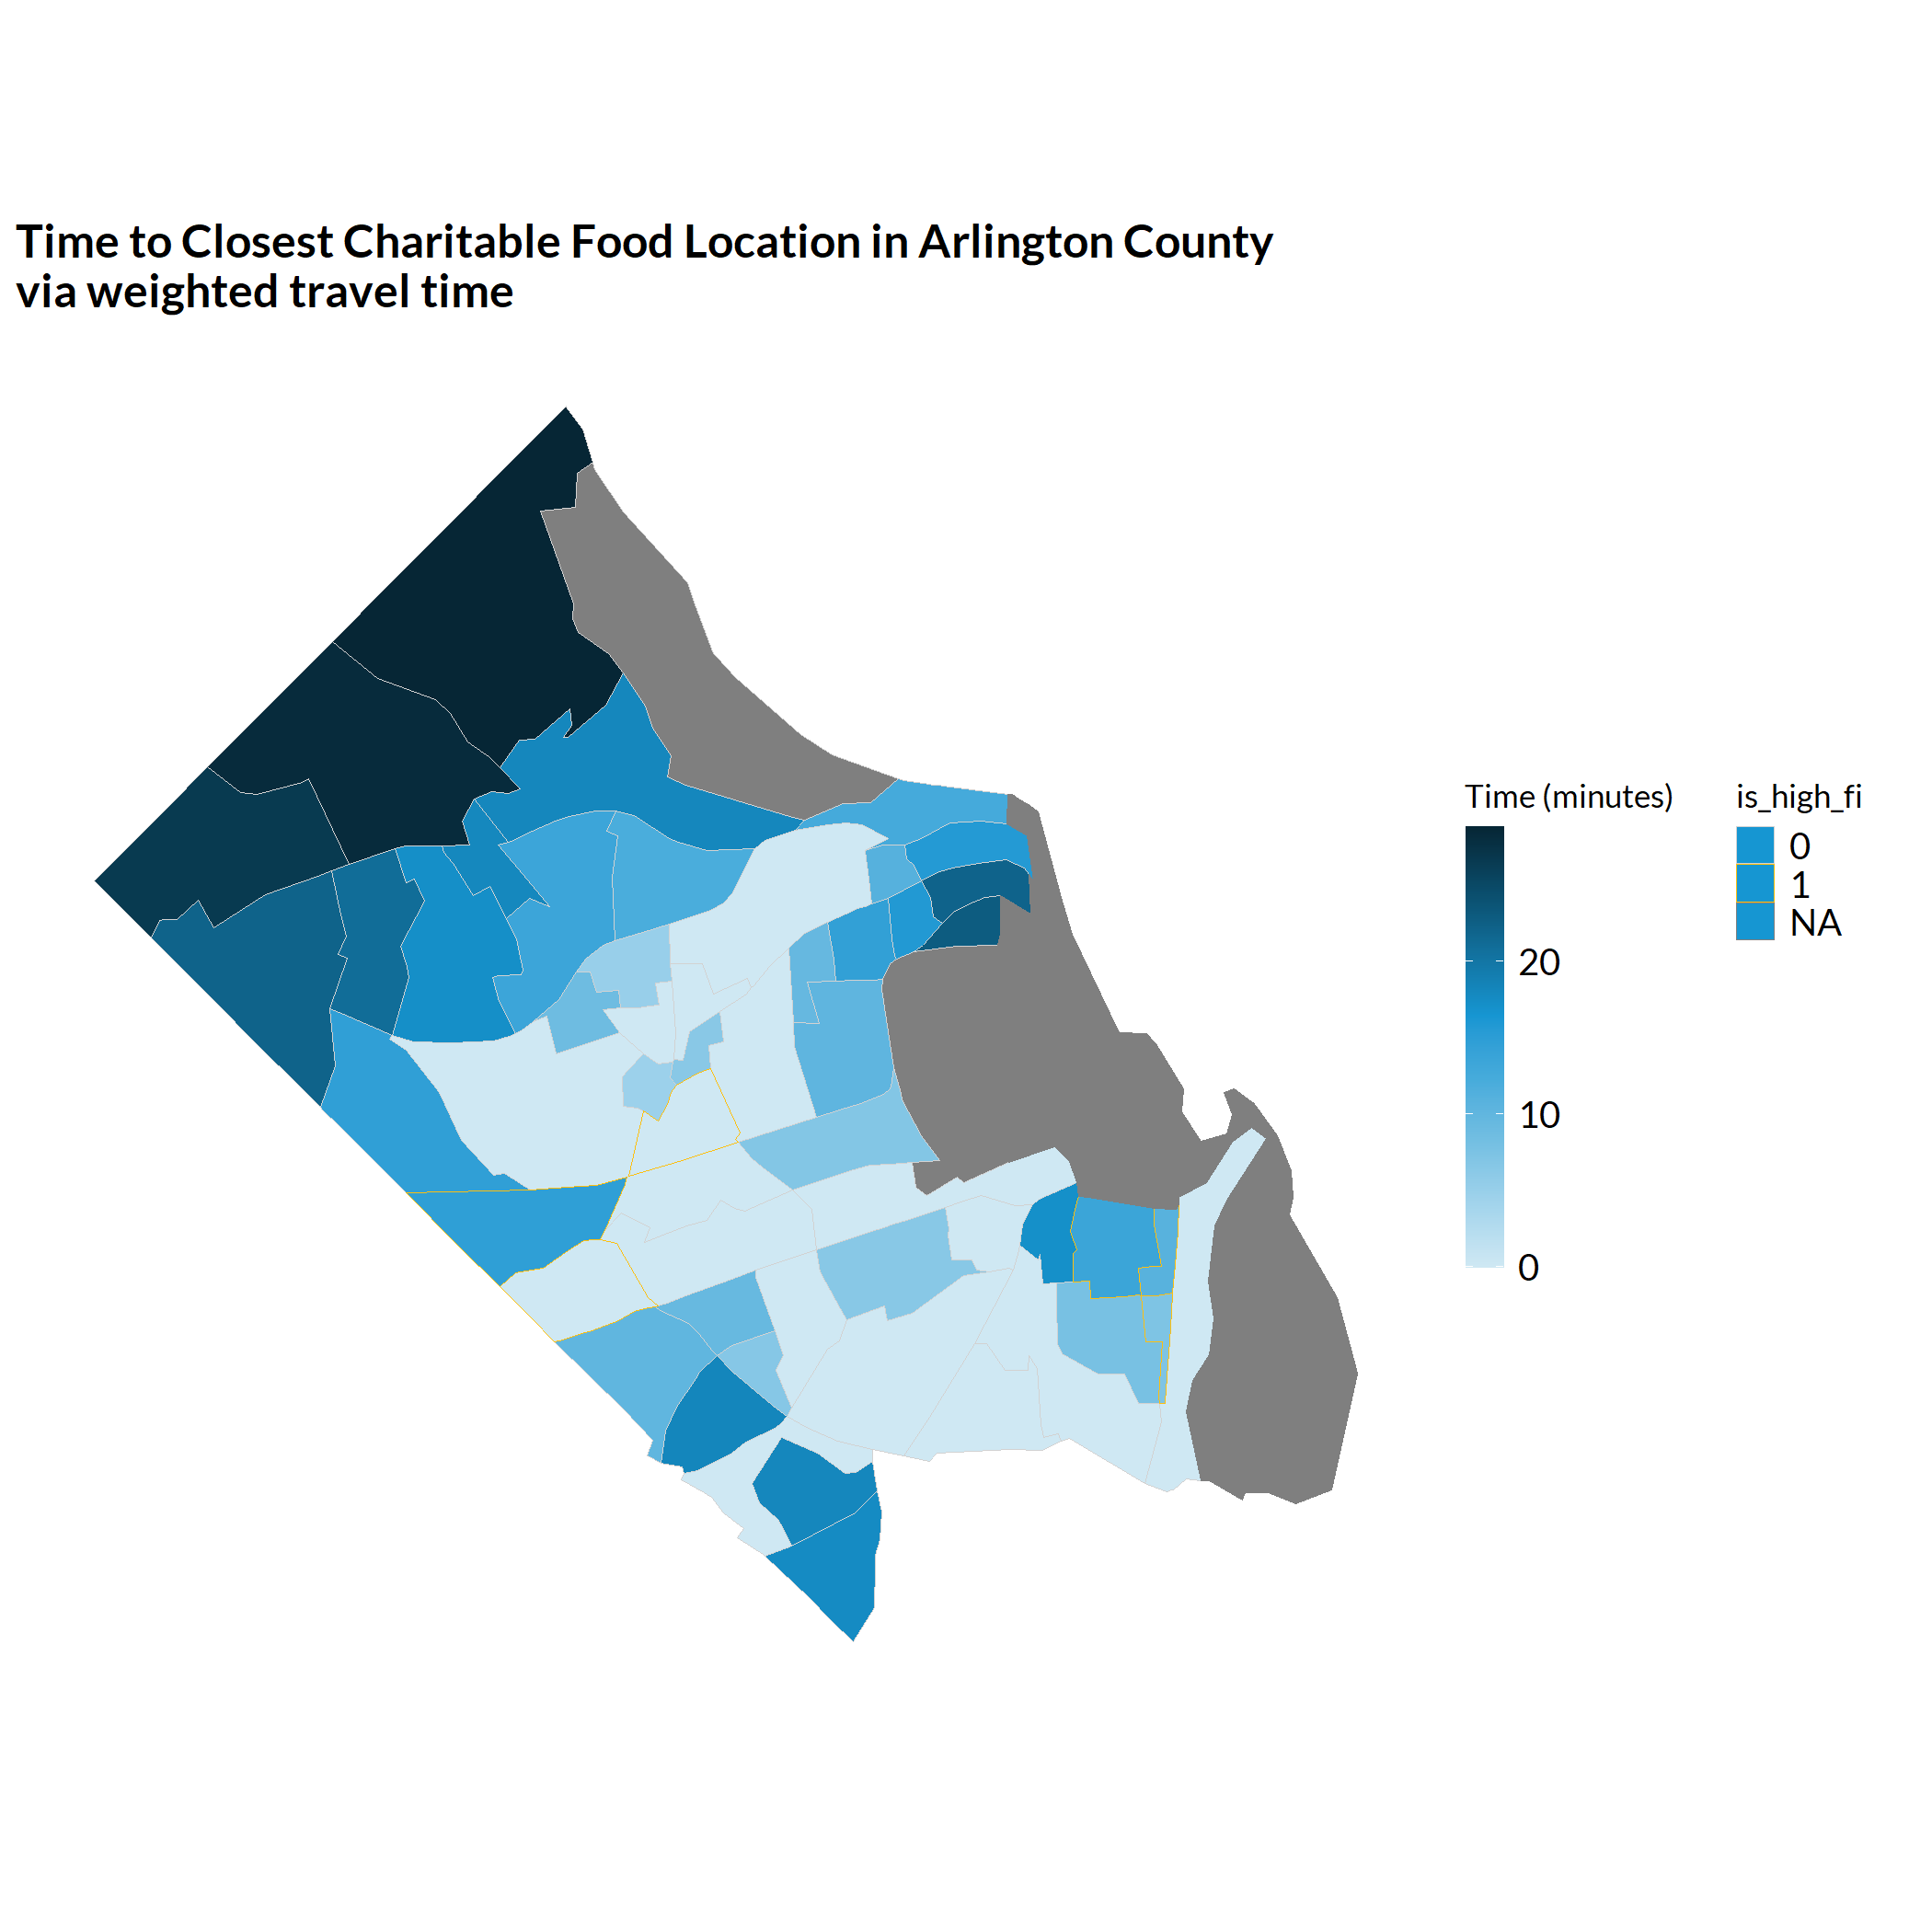 Time to Closest Charitable Food Location in Arlington County
via weighted travel time
Time (minutes)
20
10
0
is_high_fi
0
1
NA